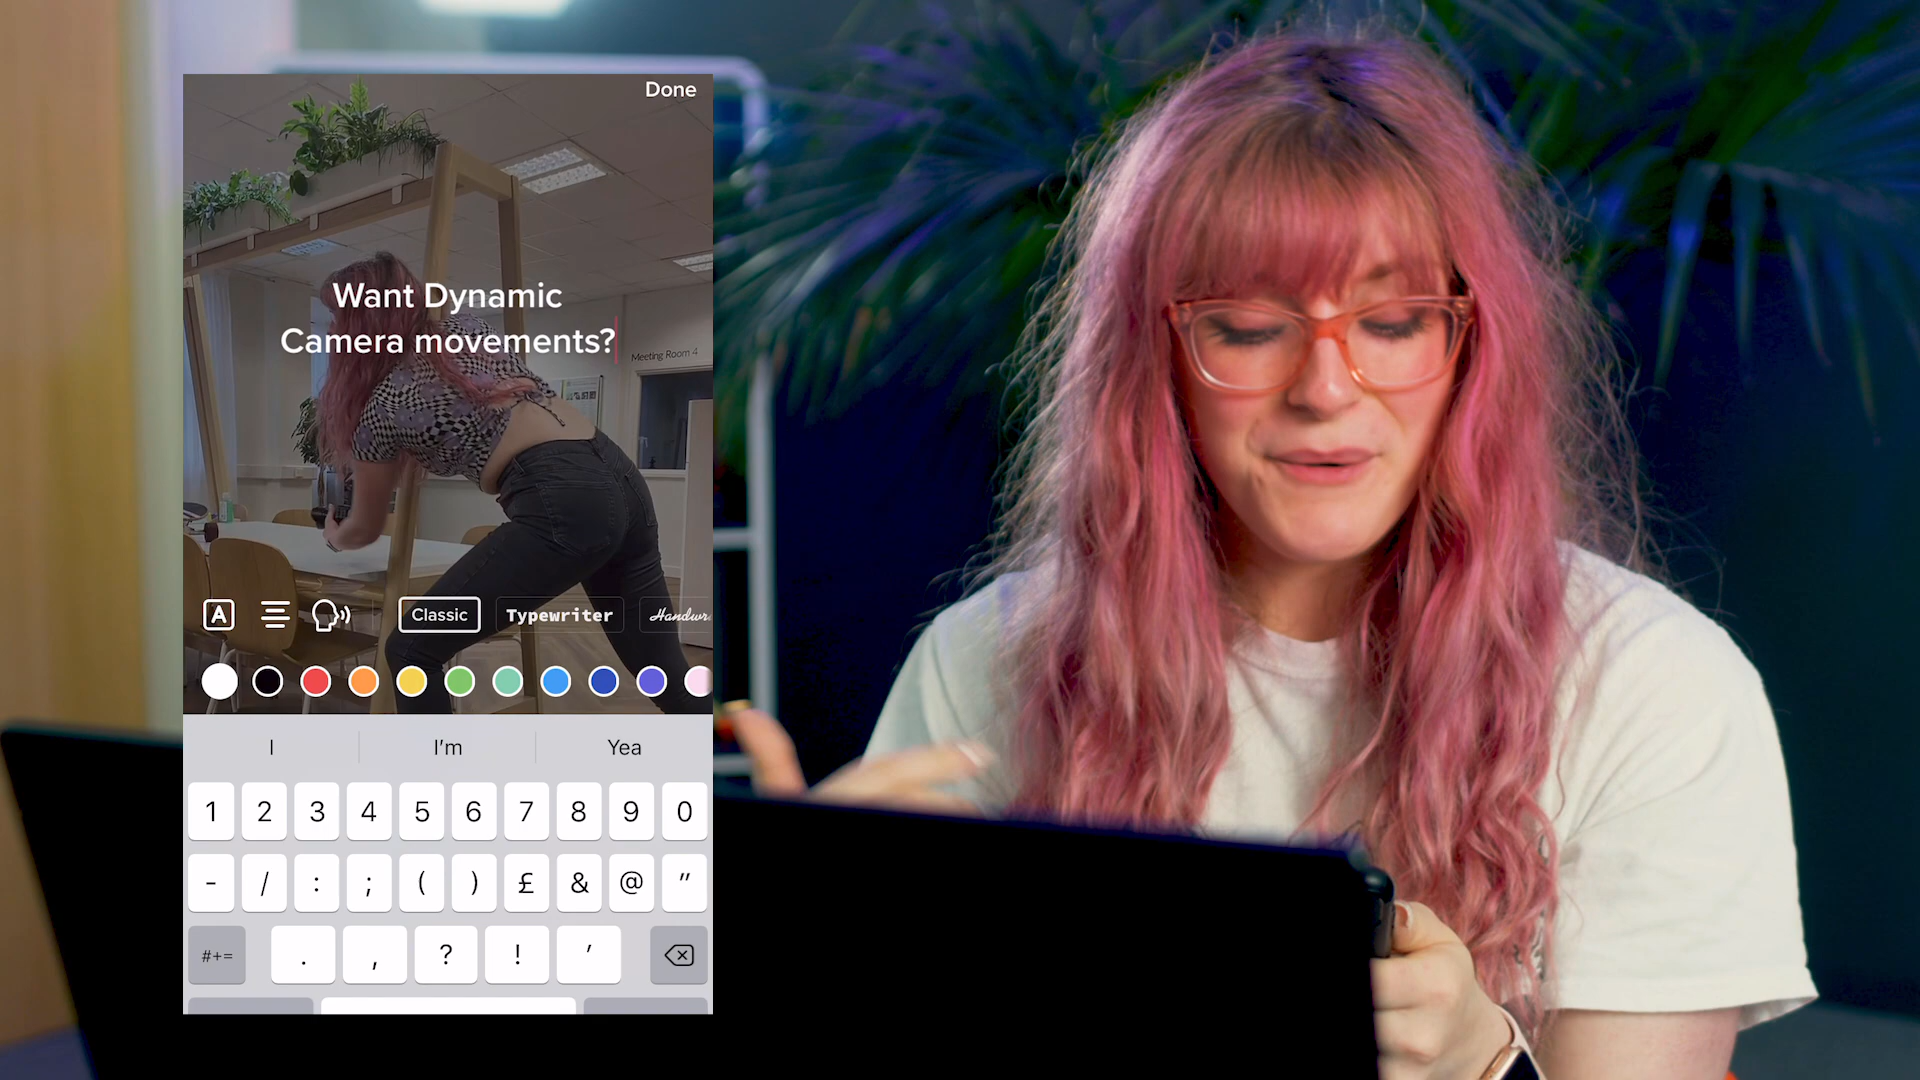 Done
Want Dynamic
Camera movements?
Meeting Room 4
A
Classic Typewriter
I I'm Yea
1 2 3 4 5 6 7 8 9 0
- / : ; ( ) £ & @ "
#+= . , ? ! '